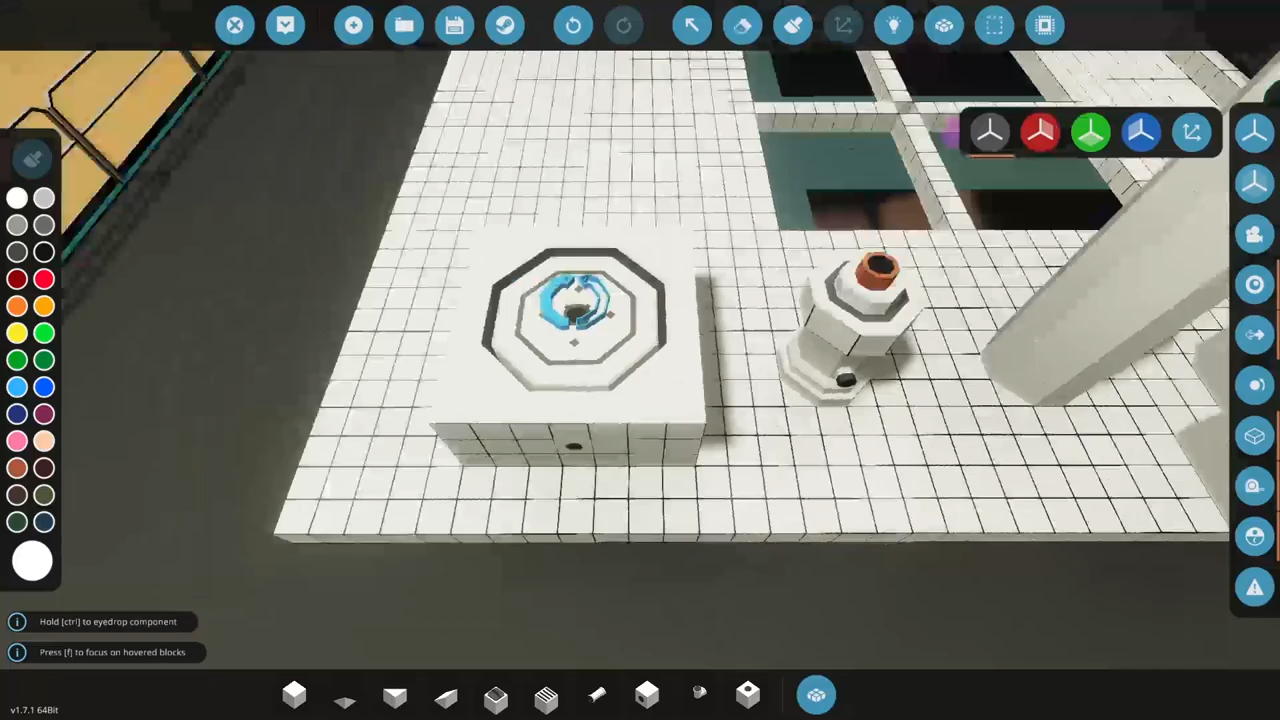 Hold [ctrl] to eyedrop component
Press [f] to focus on hovered blocks
v1.7.1 64Bit